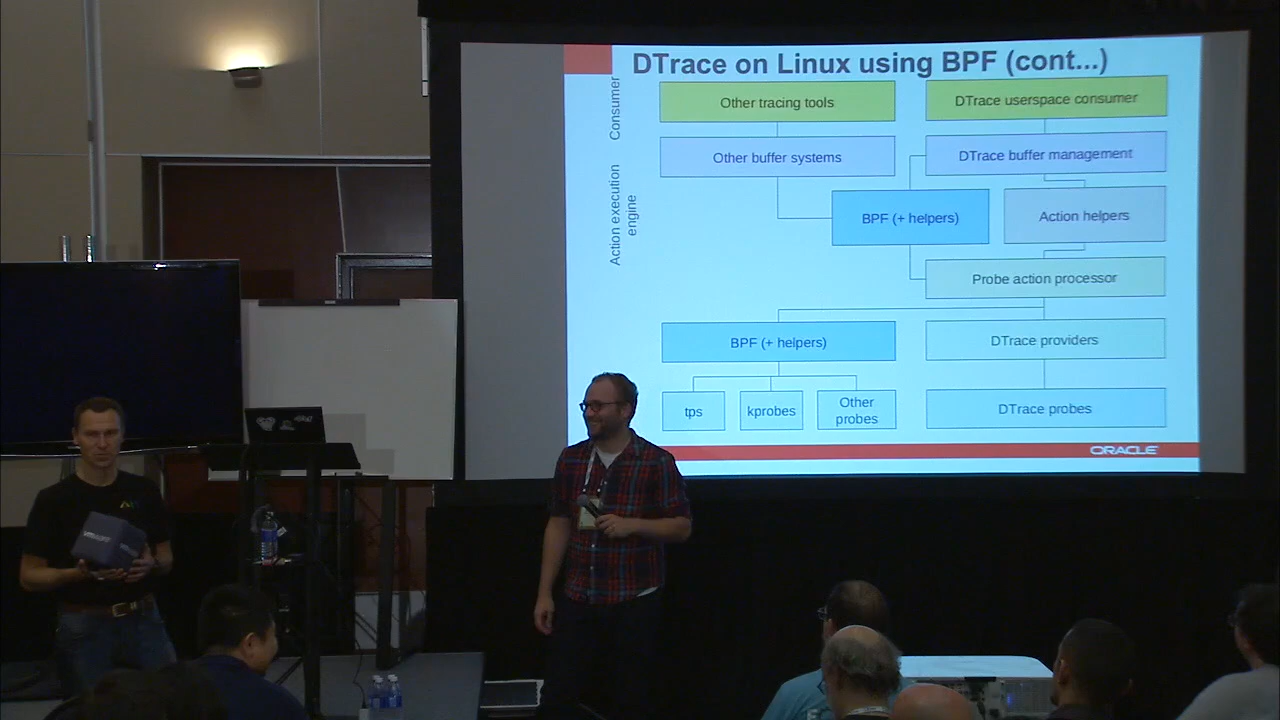 DTrace on Linux using BPF (cont...)
Consumer
Other tracing tools
DTrace userspace consumer
Action execution
engine
Other buffer systems
DTrace buffer management
BPF (+ helpers)
Action helpers
Probe action processor
BPF (+ helpers)
DTrace providers
tps
kprobes
Other
probes
DTrace probes
ORACLE
vmware